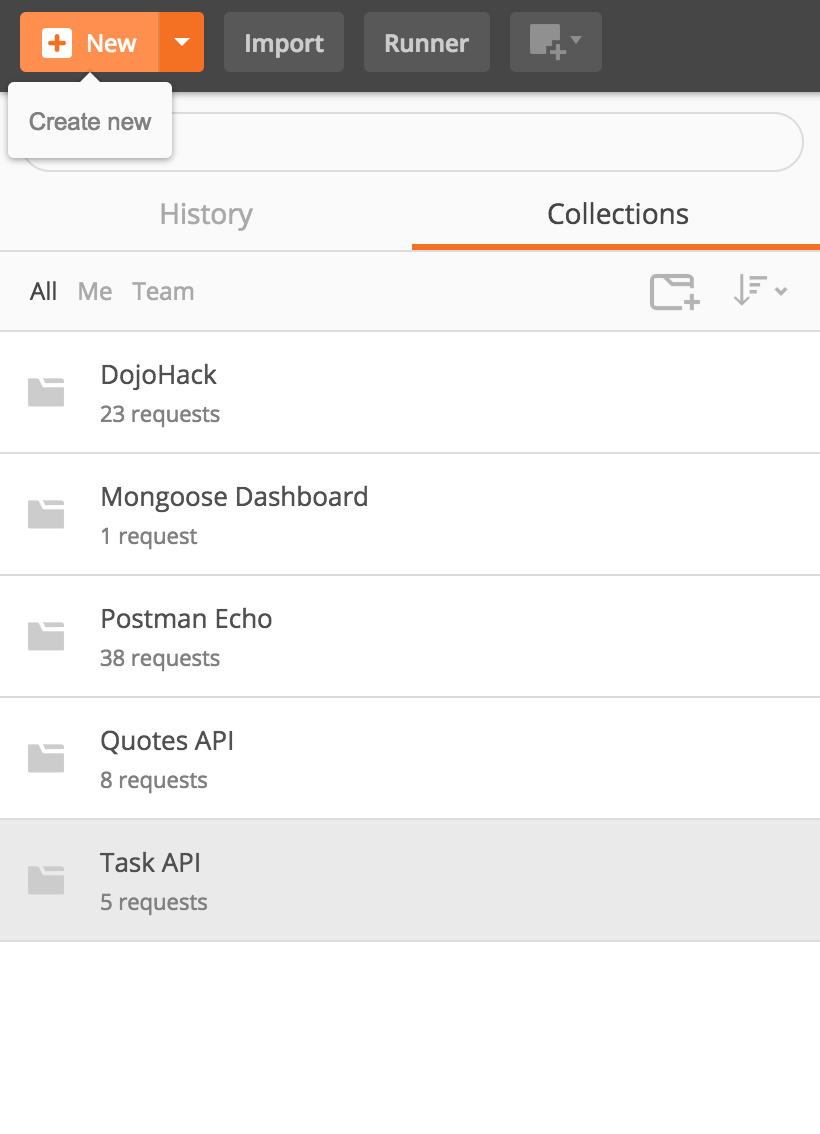 New Import Runner
Create new
History Collections
All Me Team
DojoHack
23 requests
Mongoose Dashboard
1 request
Postman Echo
38 requests
Quotes API
8 requests
Task API
5 requests